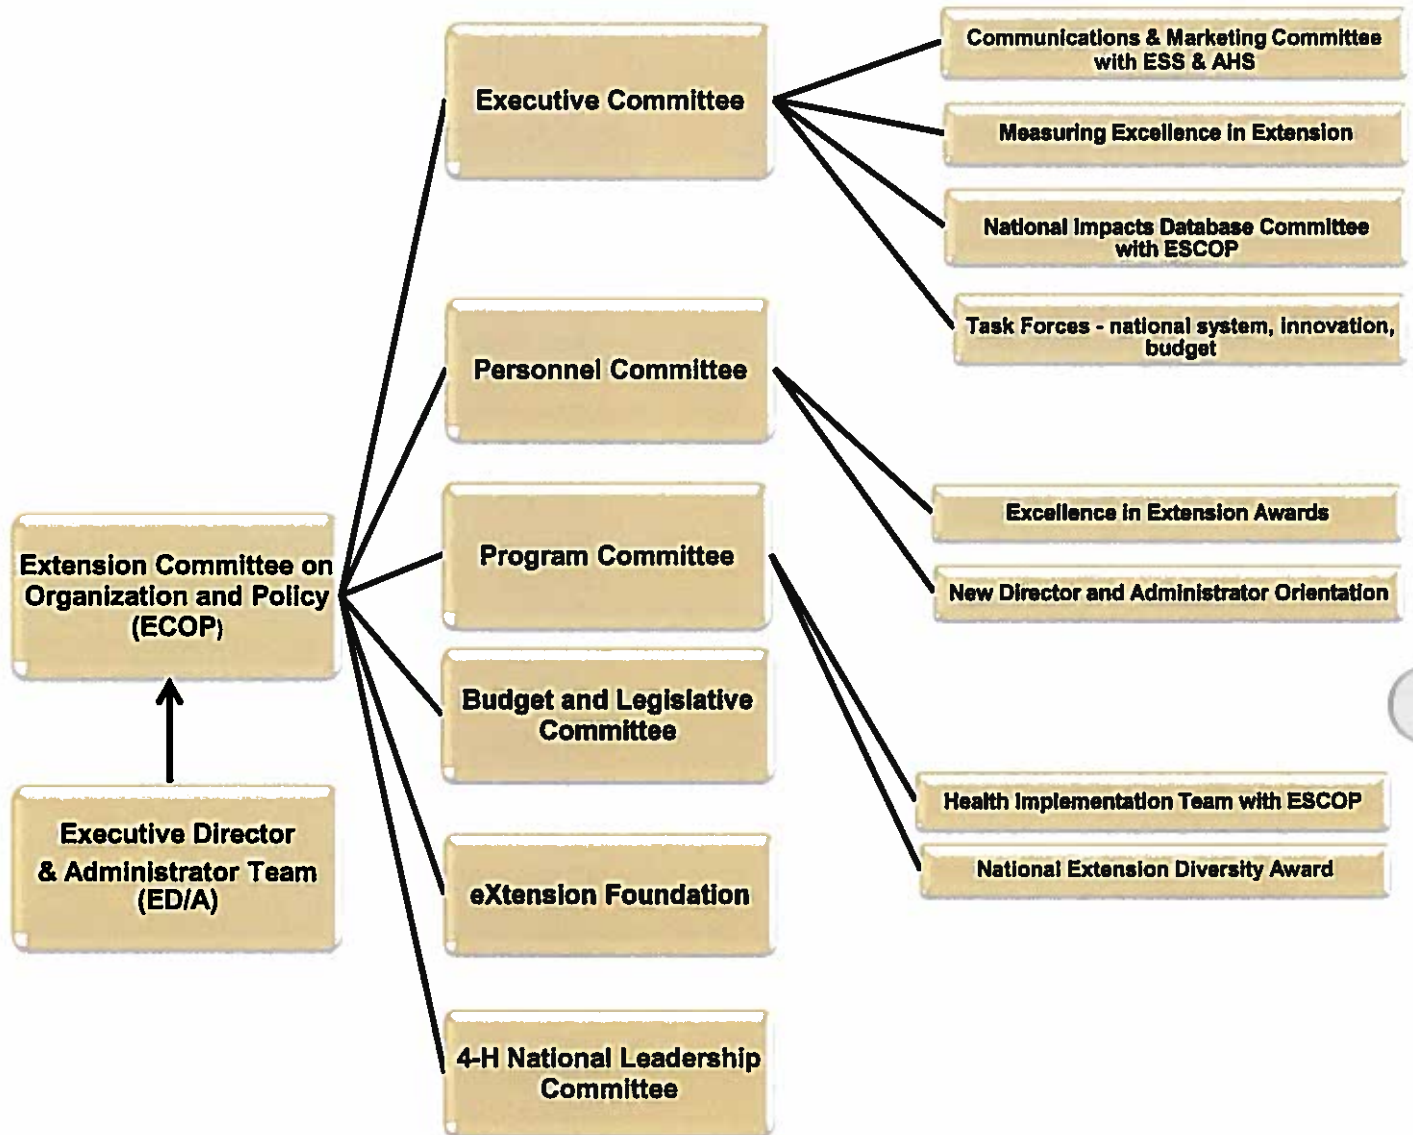 Extension Committee on
Organization and Policy
(ECOP)
Executive Director
& Administrator Team
(ED/A)
Executive Committee
Personnel Committee
Program Committee
Budget and Legislative
Committee
eXtension Foundation
4-H National Leadership
Committee
Communications & Marketing Committee
with ESS & AHS
Measuring Excellence in Extension
National Impacts Database Committee
with ESCOP
Task Forces - national system, innovation,
budget
Excellence in Extension Awards
New Director and Administrator Orientation
Health Implementation Team with ESCOP
National Extension Diversity Award